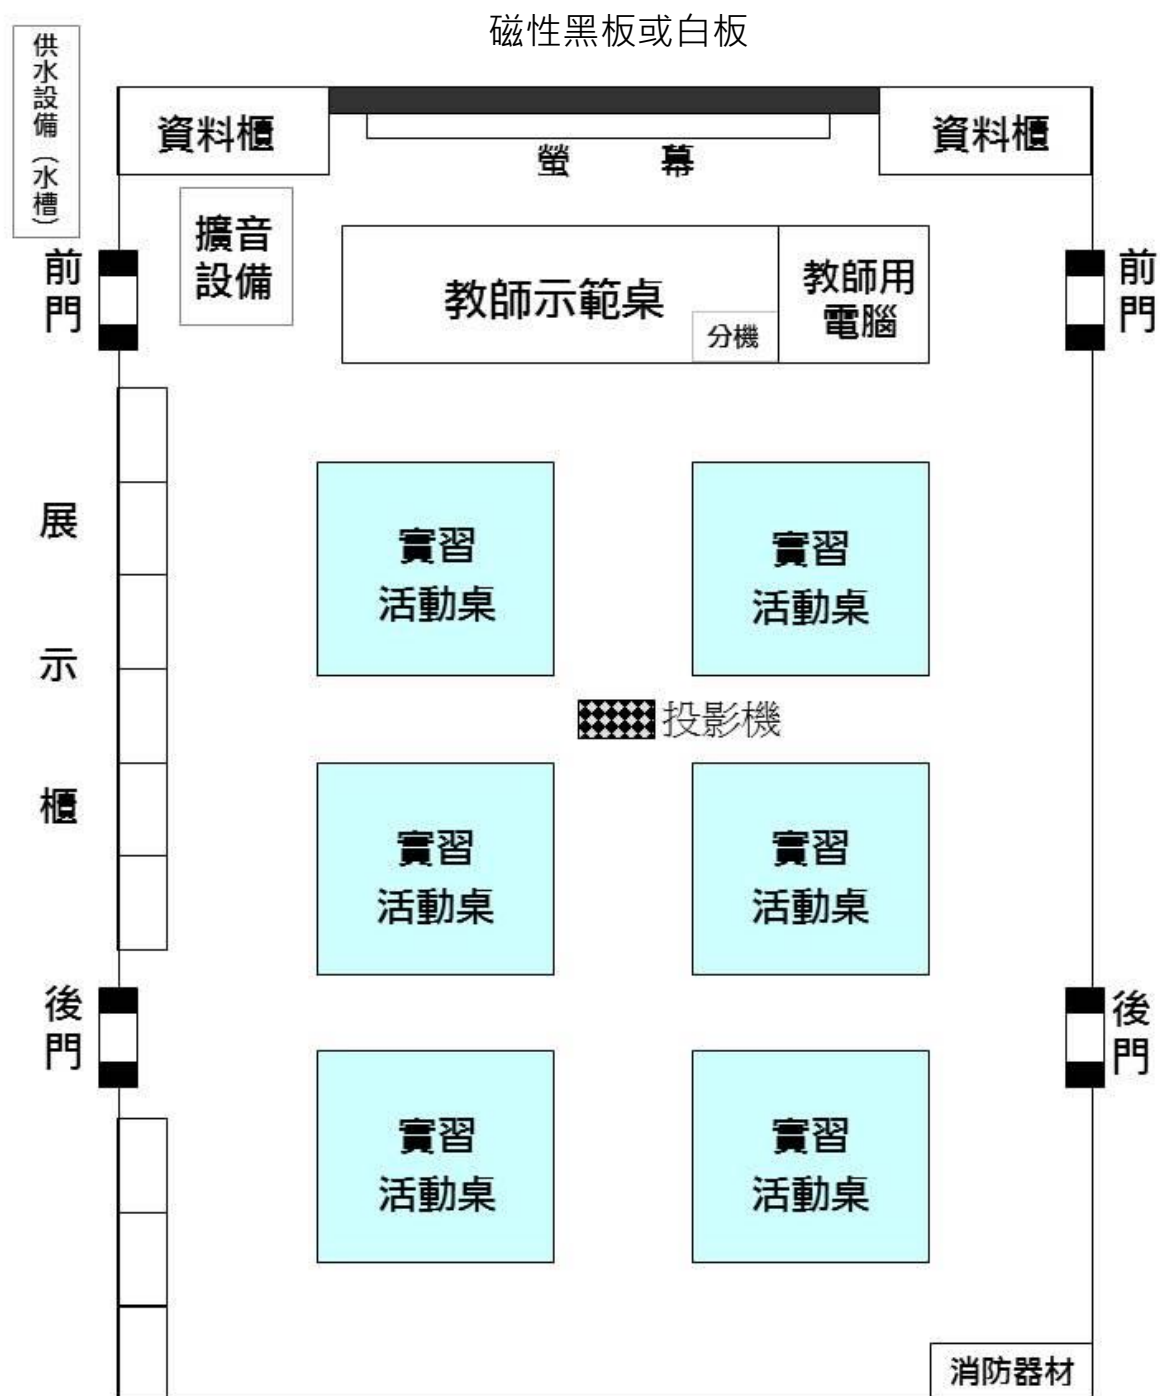 磁性黑板或白板
供水設備（水槽）
資料櫃
資料櫃
螢幕
擴音
設備
前門
教師示範桌
分機
教師用
電腦
前門
展示櫃
實習
活動桌
實習
活動桌
投影機
實習
活動桌
實習
活動桌
後門
後門
實習
活動桌
實習
活動桌
消防器材